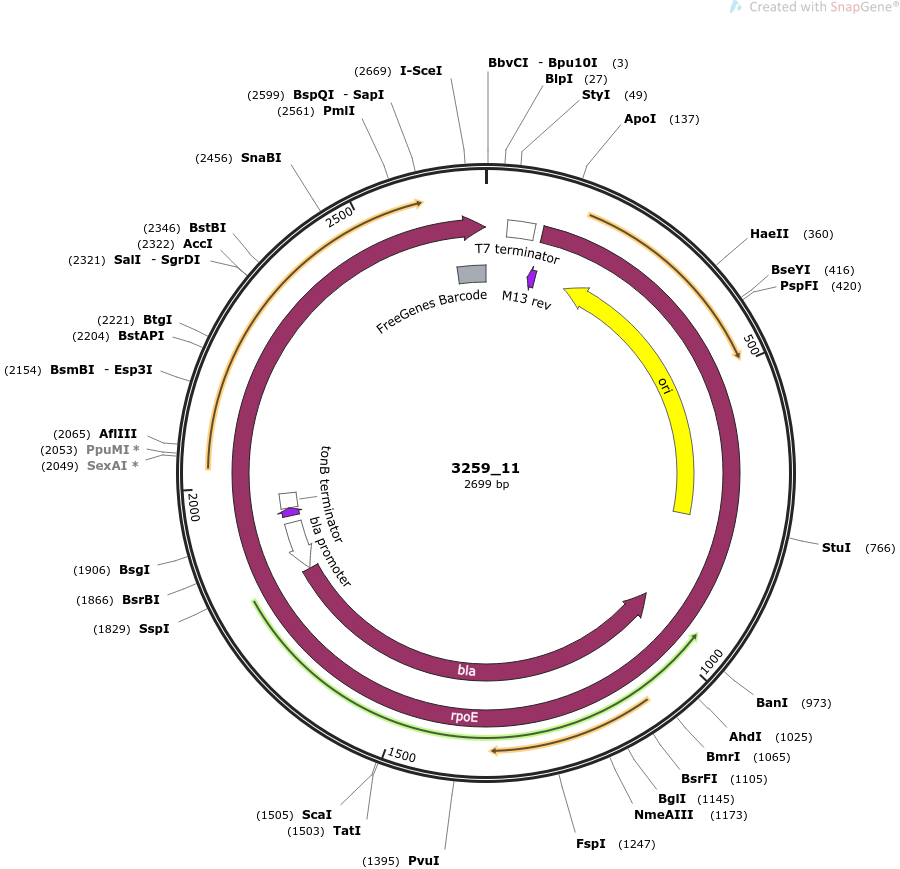 Created with SnapGene®
BbvCI - Bpu10I (3)
BlpI (27)
StyI (49)
ApoI (137)
HaeII (360)
BseYI (416)
PspFI (420)
StuI (766)
BanI (973)
AhdI (1025)
BmrI (1065)
BsrFI (1105)
BglI (1145)
NmeAIII (1173)
FspI (1247)
(1395) PvuI
(1503) TatI
(1505) ScaI
(1829) SspI
(1866) BsrBI
(1906) BsgI
(2049) SexAI *
(2053) PpuMI *
(2065) AflIII
(2154) BsmBI - Esp3I
(2204) BstAPI
(2221) BtgI
(2321) SalI - SgrDI
(2322) AccI
(2346) BstBI
(2456) SnaBI
(2561) PmlI
(2599) BspQI - SapI
(2669) I-SceI
500
1000
1500
2000
2500
T7 terminator
M13 rev
FreeGenes Barcode
ori
tonB terminator
bla promoter
bla
rpoE
3259_11
2699 bp